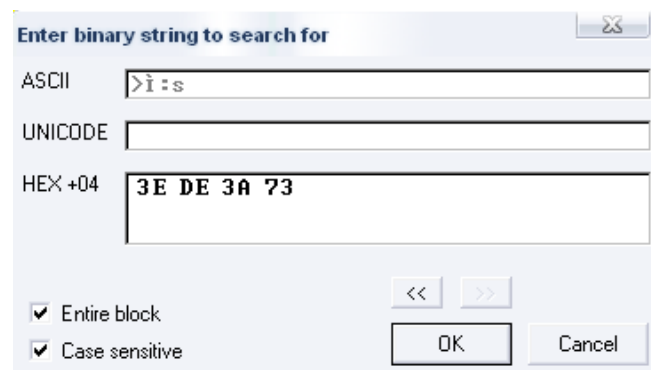 Enter binary string to search for
ASCII >ì:s
UNICODE
HEX +04 3E DE 3A 73
<< >>
Entire block
Case sensitive
OK Cancel